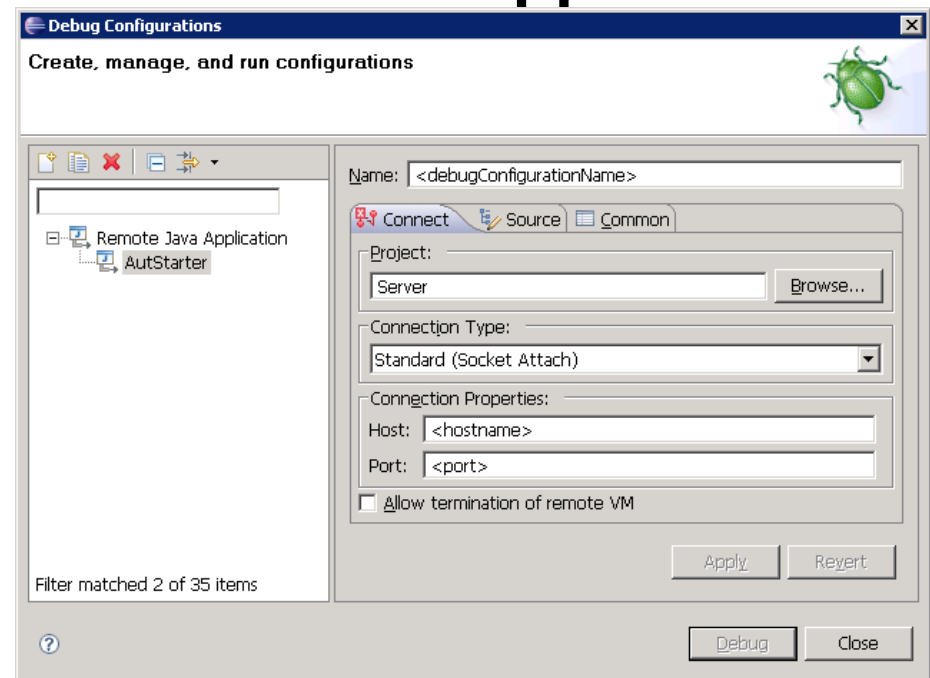 Debug Configurations
Create, manage, and run configurations
Name: <debugConfigurationName>
Connect Source Common
Remote Java Application
AutStarter
Project:
Server Browse...
Connection Type:
Standard (Socket Attach)
Connection Properties:
Host: <hostname>
Port: <port>
Allow termination of remote VM
Apply Revert
Filter matched 2 of 35 items
Debug Close